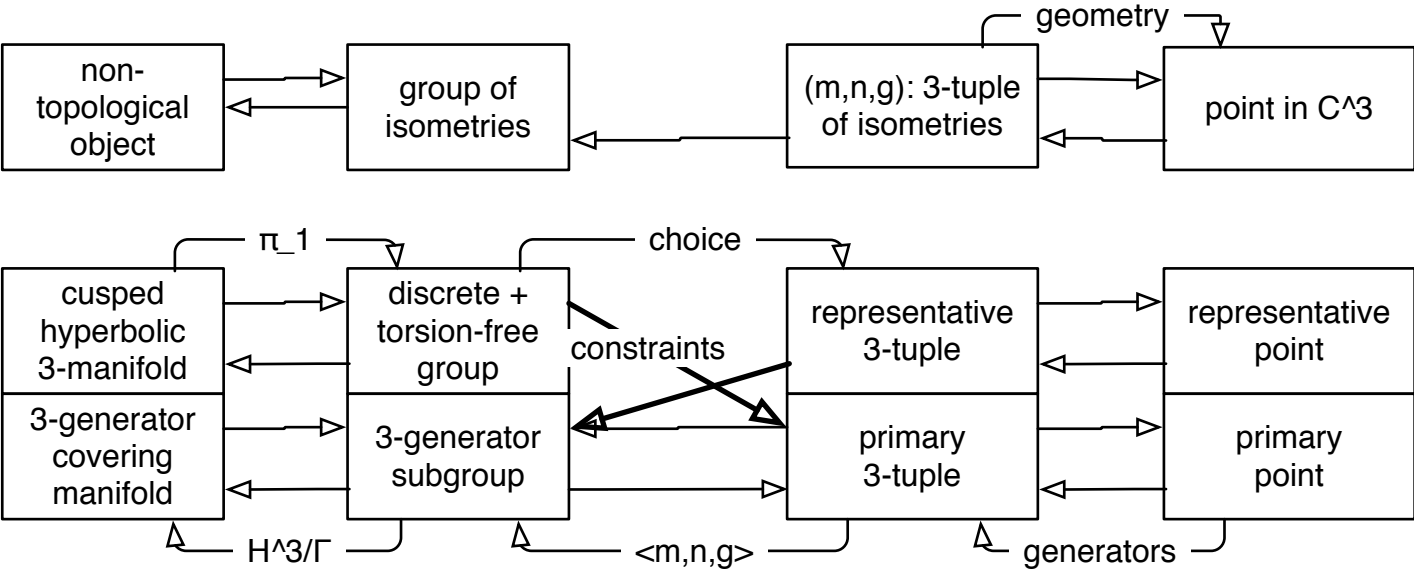 geometry
non-
topological
object
group of
isometries
(m,n,g): 3-tuple
of isometries
point in C^3
π_1
choice
cusped
hyperbolic
3-manifold
discrete +
torsion-free
group
constraints
representative
3-tuple
representative
point
3-generator
covering
manifold
3-generator
subgroup
primary
3-tuple
primary
point
H^3/Γ
<m,n,g>
generators